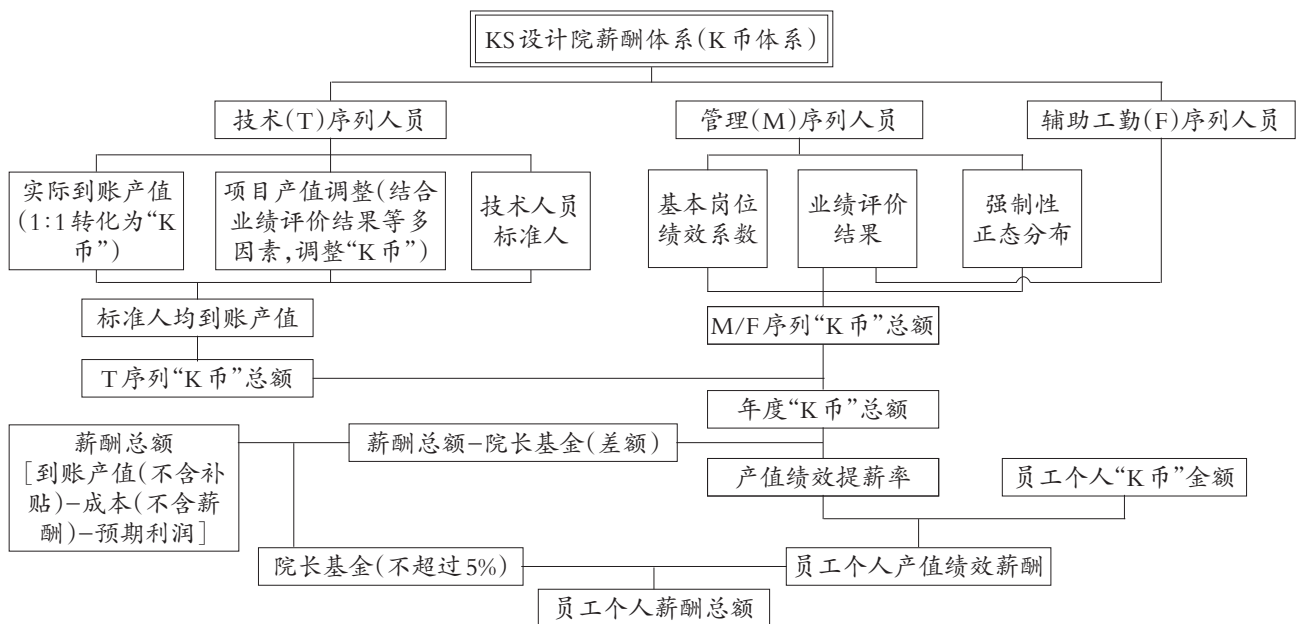 KS设计院薪酬体系(K币体系)
技术(T)序列人员
管理(M)序列人员
辅助工勤(F)序列人员
实际到账产值
(1:1转化为“K
币”)
项目产值调整(结合
业绩评价结果等多
因素,调整“K币”)
技术人员
标准人
基本岗位
绩效系数
业绩评价
结果
强制性
正态分布
标准人均到账产值
M/F序列“K币”总额
T序列“K币”总额
年度“K币”总额
薪酬总额
[到账产值(不含补
贴)-成本(不含薪
酬)-预期利润]
薪酬总额-院长基金(差额)
产值绩效提薪率
员工个人“K币”金额
院长基金(不超过5%)
员工个人产值绩效薪酬
员工个人薪酬总额